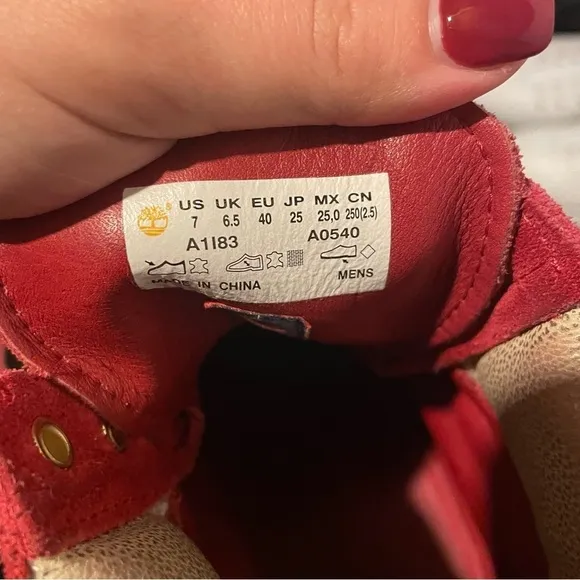 US UK EU JP MX CN
7 6.5 40 25 25,0 250(2.5)
A1I83 A0540
MENS
MADE IN CHINA